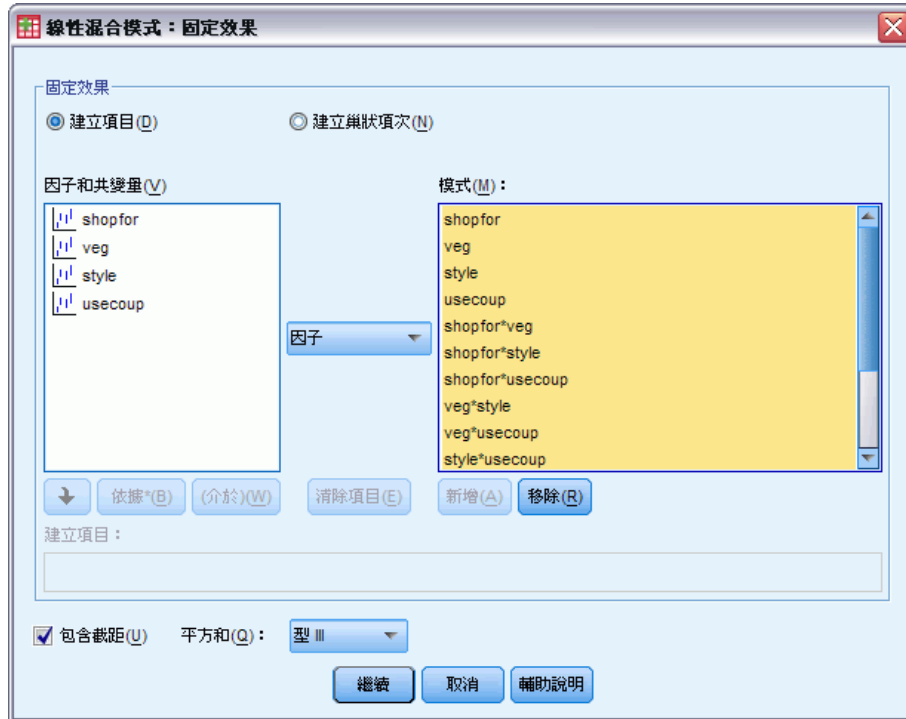 線性混合模式：固定效果
固定效果
建立項目(D)
建立巢狀項次(N)
因子和共變量(V)
模式(M)：
shopfor
veg
style
usecoup
因子
shopfor
veg
style
usecoup
shopfor*veg
shopfor*style
shopfor*usecoup
veg*style
veg*usecoup
style*usecoup
依據*(B)
(介於)(W)
清除項目(E)
新增(A)
移除(R)
建立項目：
包含截距(U)
平方和(Q)：
型 III
繼續
取消
輔助說明